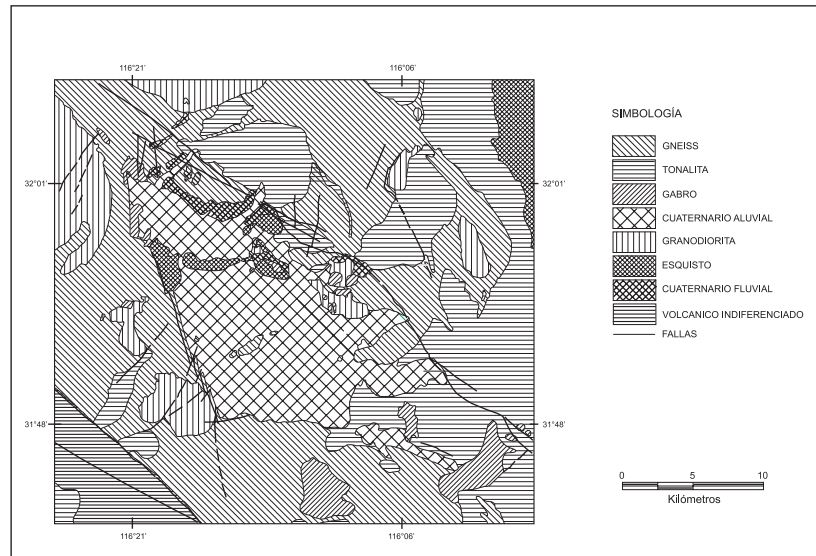 116°21'
116°06'
32°01'
32°01'
31°48'
31°48'
116°21'
116°06'
SIMBOLOGÍA
GNEISS
TONALITA
GABRO
CUATERNARIO ALUVIAL
GRANODIORITA
ESQUISTO
CUATERNARIO FLUVIAL
VOLCANICO INDIFERENCIADO
FALLAS
0 5 10
Kilómetros